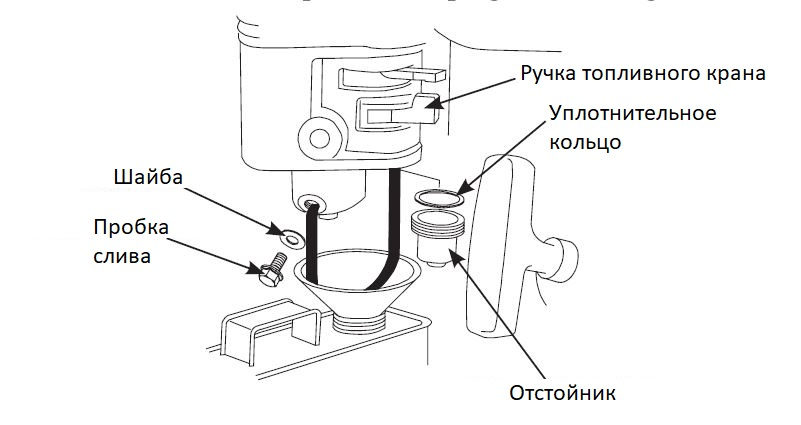 Ручка топливного крана
Уплотнительное
кольцо
Шайба
Пробка
слива
Отстойник